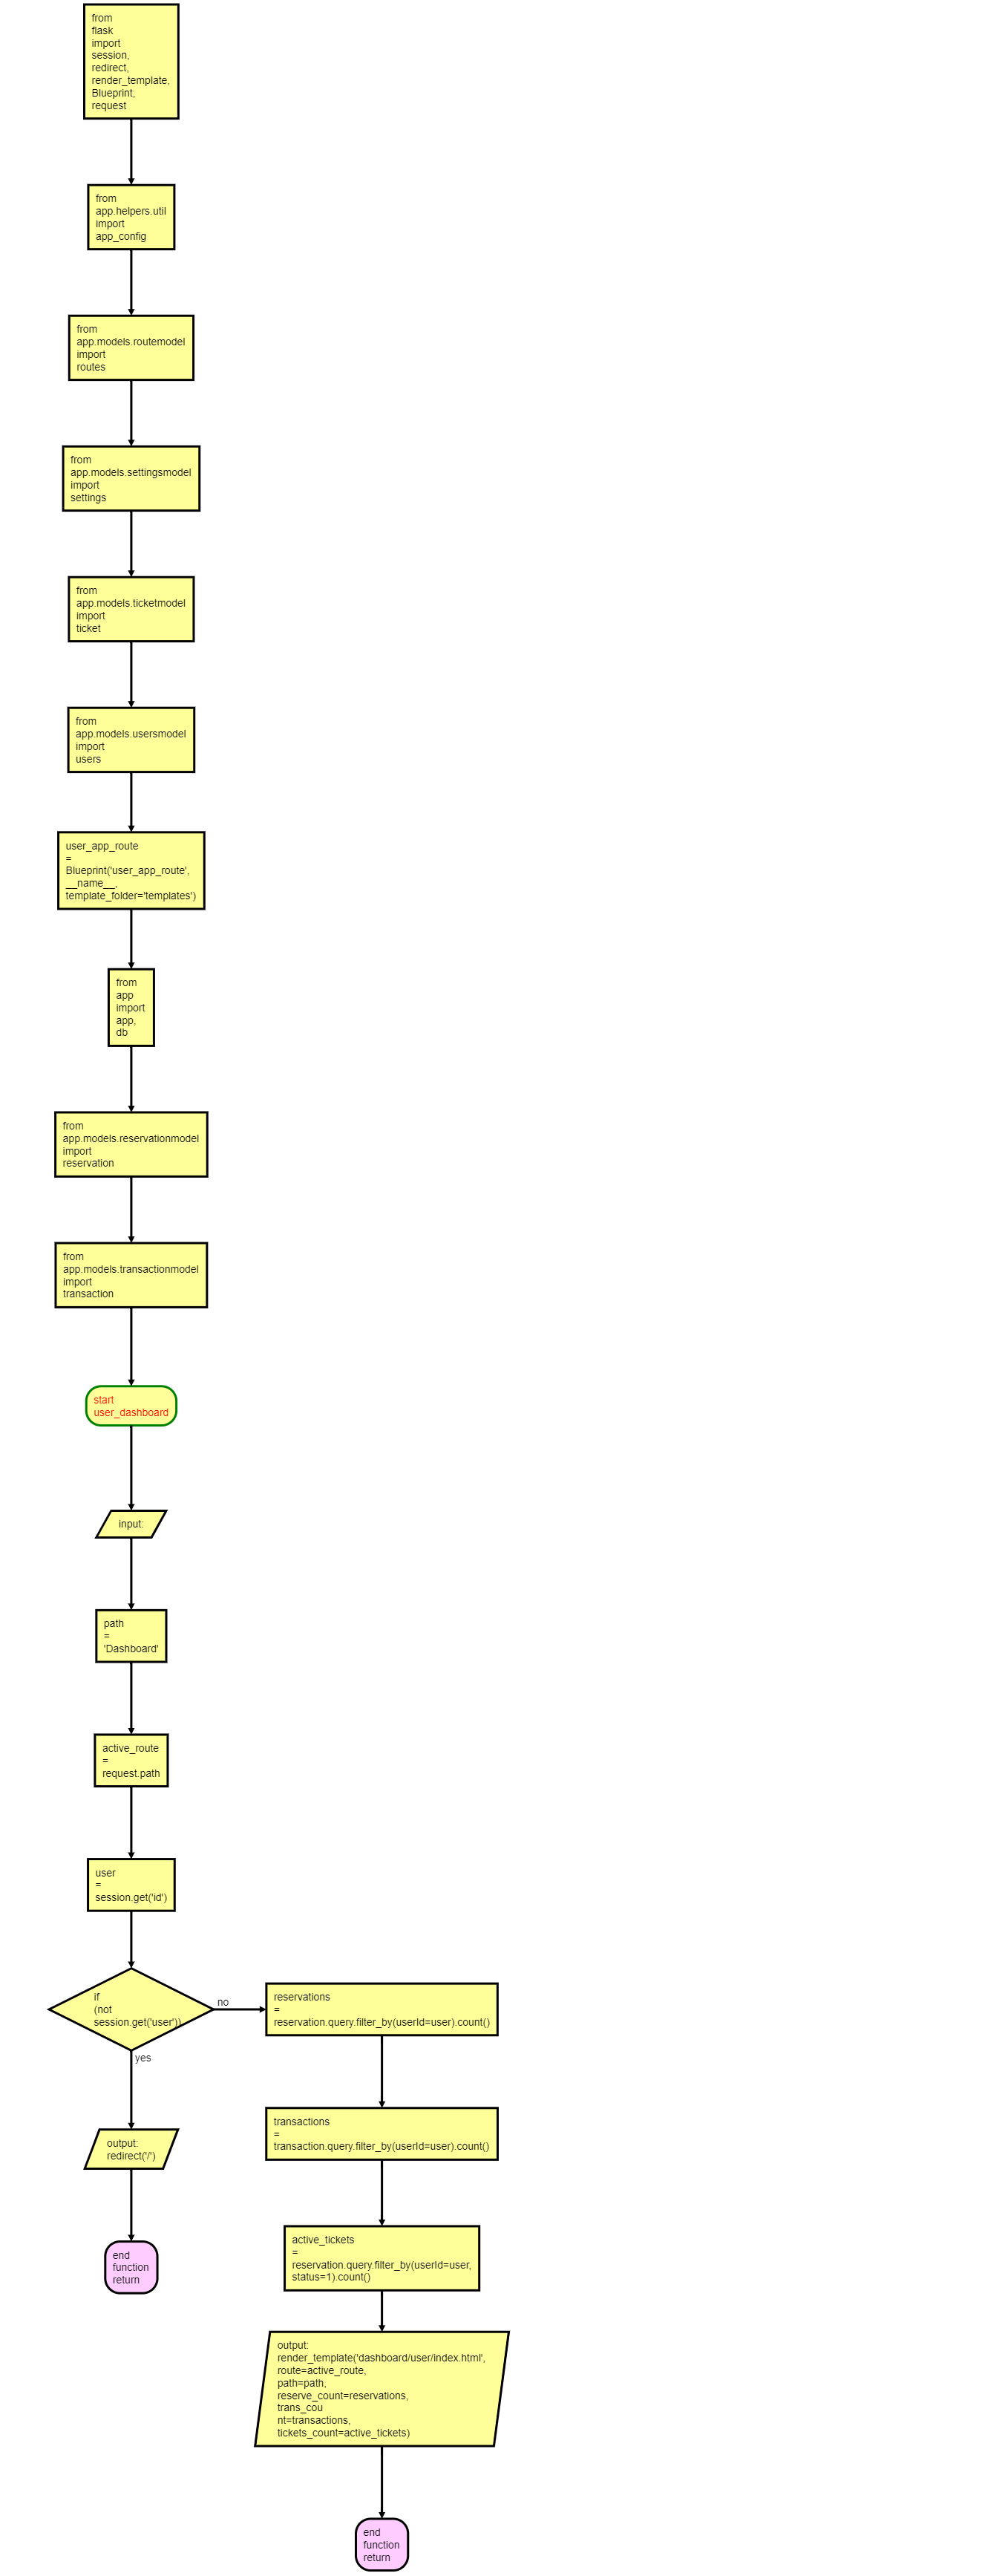 from
flask
import
session,
redirect,
render_template,
Blueprint,
request
from
app.helpers.util
import
app_config
from
app.models.routemodel
import
routes
from
app.models.settingsmodel
import
settings
from
app.models.ticketmodel
import
ticket
from
app.models.usersmodel
import
users
user_app_route
=
Blueprint('user_app_route',
__name__,
template_folder='templates')
from
app
import
app,
db
from
app.models.reservationmodel
import
reservation
from
app.models.transactionmodel
import
transaction
start
user_dashboard
input:
path
=
'Dashboard'
active_route
=
request.path
user
=
session.get('id')
if
(not
session.get('user'))
yes
output:
redirect('/')
end
function
return
no
reservations
=
reservation.query.filter_by(userId=user).count()
transactions
=
transaction.query.filter_by(userId=user).count()
active_tickets
=
reservation.query.filter_by(userId=user,
status=1).count()
output:
render_template('dashboard/user/index.html',
route=active_route,
path=path,
reserve_count=reservations,
trans_cou
nt=transactions,
tickets_count=active_tickets)
end
function
return